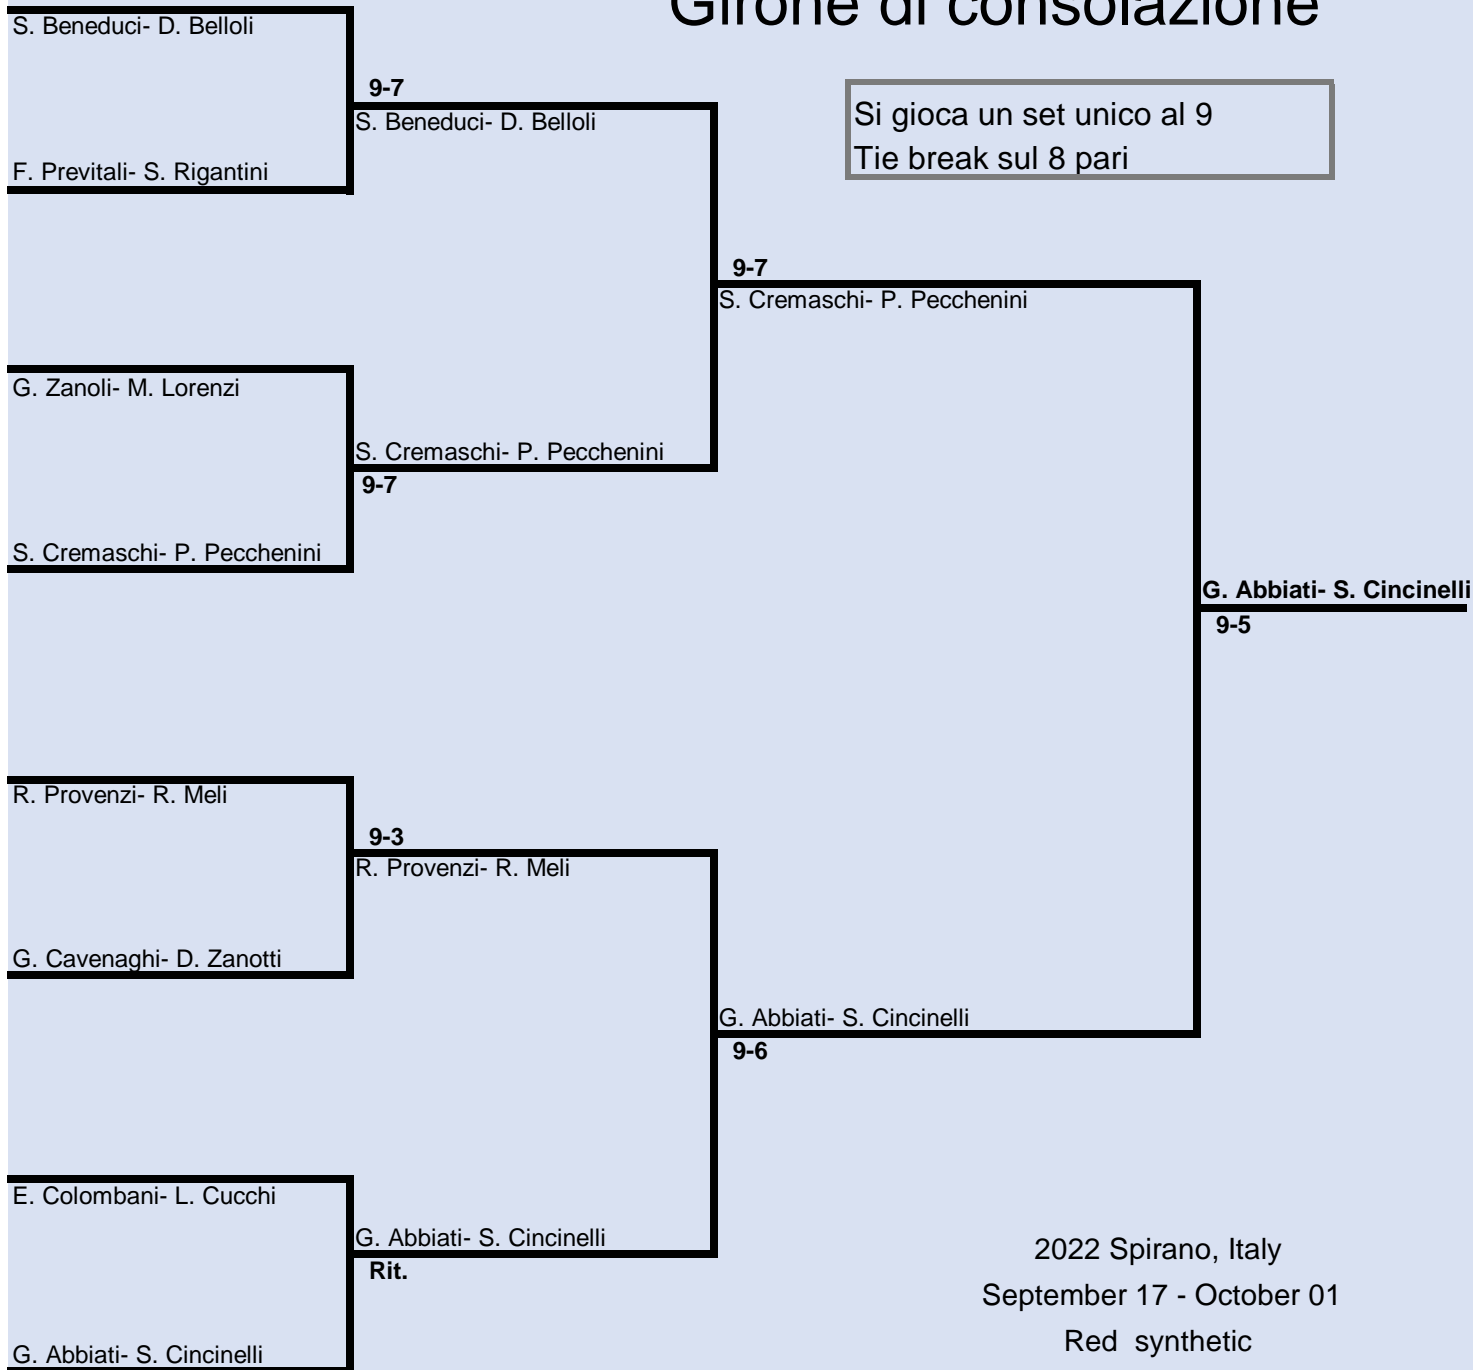 Girone di consolazione
S. Beneduci- D. Belloli
9-7
S. Beneduci- D. Belloli
Si gioca un set unico al 9
Tie break sul 8 pari
F. Previtali- S. Rigantini
9-7
S. Cremaschi- P. Pecchenini
G. Zanoli- M. Lorenzi
S. Cremaschi- P. Pecchenini
9-7
S. Cremaschi- P. Pecchenini
G. Abbiati- S. Cincinelli
9-5
R. Provenzi- R. Meli
9-3
R. Provenzi- R. Meli
G. Cavenaghi- D. Zanotti
G. Abbiati- S. Cincinelli
9-6
E. Colombani- L. Cucchi
G. Abbiati- S. Cincinelli
Rit.
G. Abbiati- S. Cincinelli
2022 Spirano, Italy
September 17 - October 01
Red  synthetic